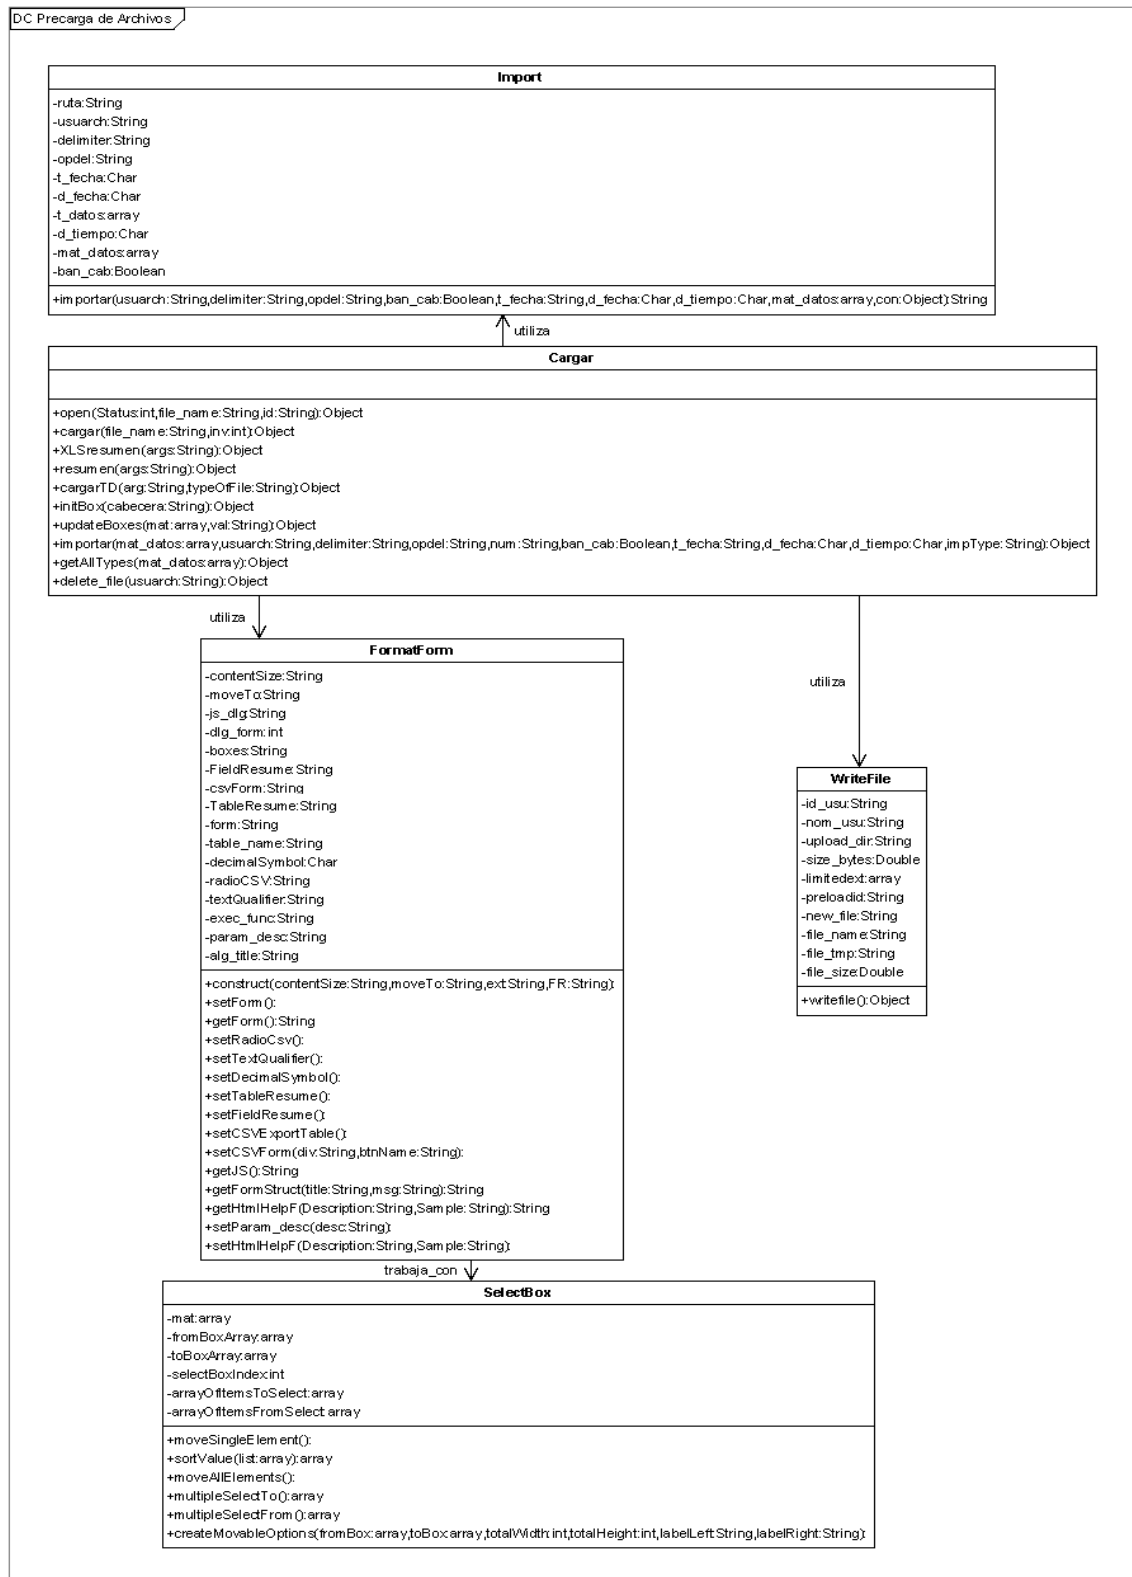 DC Precarga de Archivos
Import
-ruta:String
-usuarch:String
-delimiter:String
-opdel:String
-t_fecha:Char
-d_fecha:Char
-t_datos:array
-d_tiempo:Char
-mat_datos:array
-ban_cab:Boolean
+importar(usuarch:String,delimiter:String,opdel:String,ban_cab:Boolean,t_fecha:String,d_fecha:Char,d_tiempo:Char,mat_datos:array,con:Object):String
utiliza
Cargar
+open(Status:int,file_name:String,id:String):Object
+cargar(file_name:String,inv:int):Object
+XLSresumen(args:String):Object
+resumen(args:String):Object
+cargarTD(arg:String,typeOfFile:String):Object
+initBox(cabecera:String):Object
+updateBoxes(mat:array,val:String):Object
+importar(mat_datos:array,usuarch:String,delimiter:String,opdel:String,num:String,ban_cab:Boolean,t_fecha:String,d_fecha:Char,d_tiempo:Char,impType:String):Object
+getAllTypes(mat_datos:array):Object
+delete_file(usuarch:String):Object
utiliza
FormatForm
-contentSize:String
-moveTo:String
-js_dlg:String
-dlg_form:int
-boxes:String
-FieldResume:String
-csvForm:String
-TableResume:String
-form:String
-table_name:String
-decimalSymbol:Char
-radioCSV:String
-textQualifier:String
-exec_func:String
-param_desc:String
-alg_title:String
+construct(contentSize:String,moveTo:String,ext:String,FR:String):
+setForm():
+getForm():String
+setRadioCsv():
+setTextQualifier():
+setDecimalSymbol():
+setTableResume():
+setFieldResume():
+setCSVExportTable():
+setCSVForm(div:String,btnName:String):
+getJS():String
+getFormStruct(title:String,msg:String):String
+getHtmlHelpF(Description:String,Sample:String):String
+setParam_desc(desc:String):
+setHtmlHelpF(Description:String,Sample:String):
utiliza
WriteFile
-id_usu:String
-nom_usu:String
-upload_dir:String
-size_bytes:Double
-limitedext:array
-preloadid:String
-new_file:String
-file_name:String
-file_tmp:String
-file_size:Double
+writefile():Object
trabaja_con
SelectBox
-mat:array
-fromBoxArray:array
-toBoxArray:array
-selectBoxIndex:int
-arrayOfItemsToSelect:array
-arrayOfItemsFromSelect:array
+moveSingleElement():
+sortValue(list:array):array
+moveAllElements():
+multipleSelectTo():array
+multipleSelectFrom():array
+createMovableOptions(fromBox:array,toBox:array,totalWidth:int,totalHeight:int,labelLeft:String,labelRight:String):